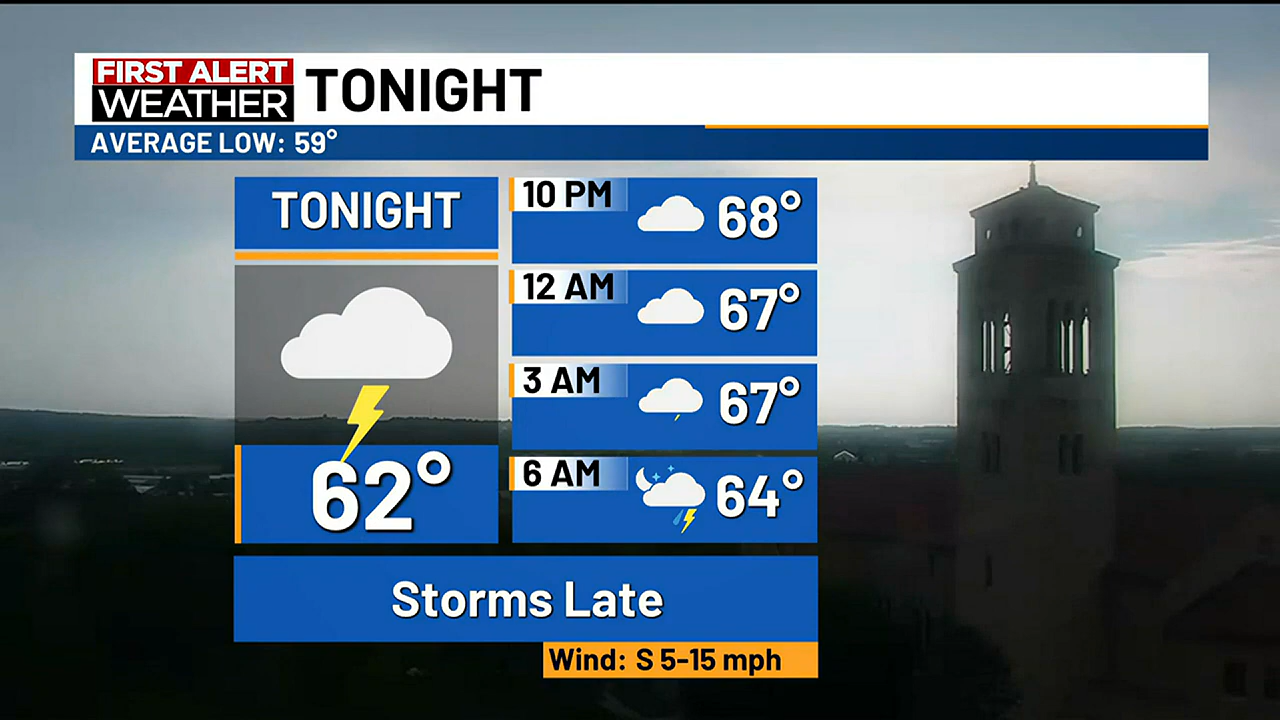 FIRST ALERT
WEATHER
TONIGHT
AVERAGE LOW: 59°
TONIGHT
62°
10 PM 68°
12 AM 67°
3 AM 67°
6 AM 64°
Storms Late
Wind: S 5-15 mph